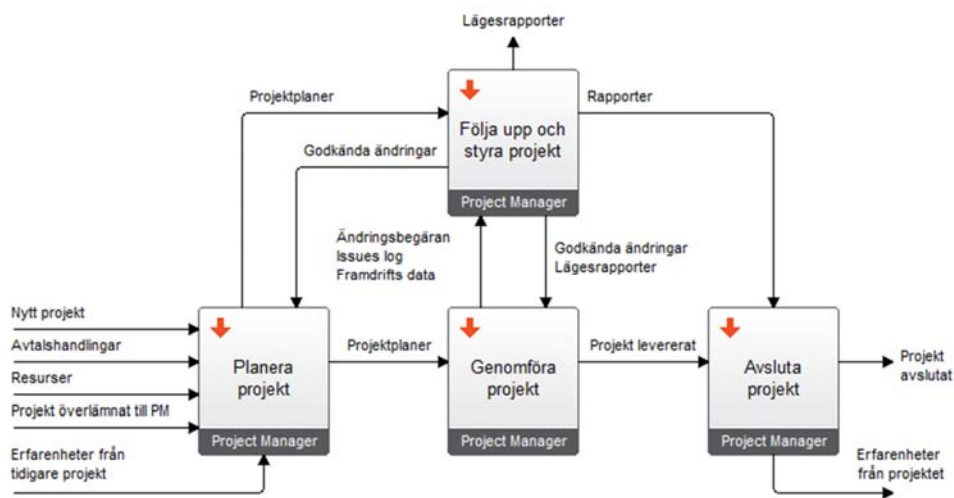 Lägesrapporter
Projektplaner
Rapporter
Följa upp och
styra projekt
Godkända ändringar
Project Manager
Ändringsbegäran
Issues log
Framdrifts data
Godkända ändringar
Lägesrapporter
Nytt projekt
Avtalshandlingar
Resurser
Projekt överlämnat till PM
Erfarenheter från
tidigare projekt
Planera
projekt
Project Manager
Projektplaner
Genomföra
projekt
Project Manager
Projekt levererat
Avsluta
projekt
Project Manager
Projekt
avslutat
Erfarenheter
från projektet